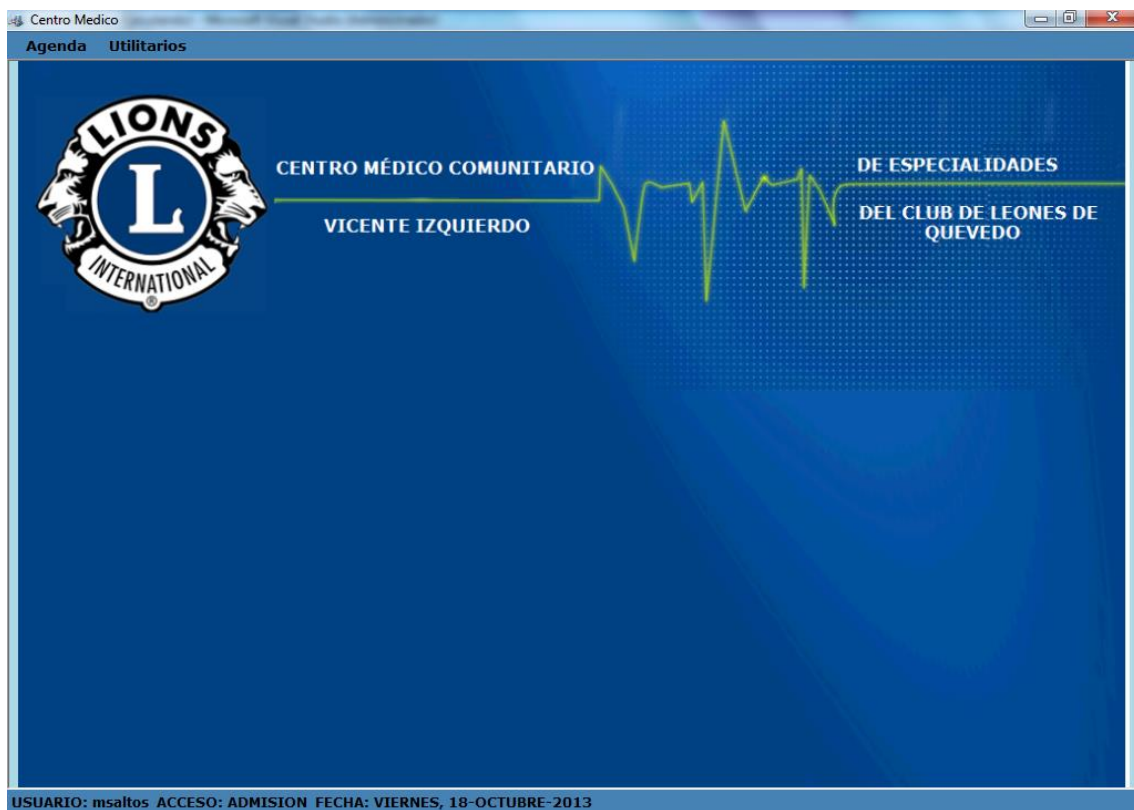 Centro Medico
Agenda Utilitarios
LIONS
L
INTERNATIONAL
®
CENTRO MÉDICO COMUNITARIO
VICENTE IZQUIERDO
DE ESPECIALIDADES
DEL CLUB DE LEONES DE
QUEVEDO
USUARIO: msaltos ACCESO: ADMISION FECHA: VIERNES, 18-OCTUBRE-2013